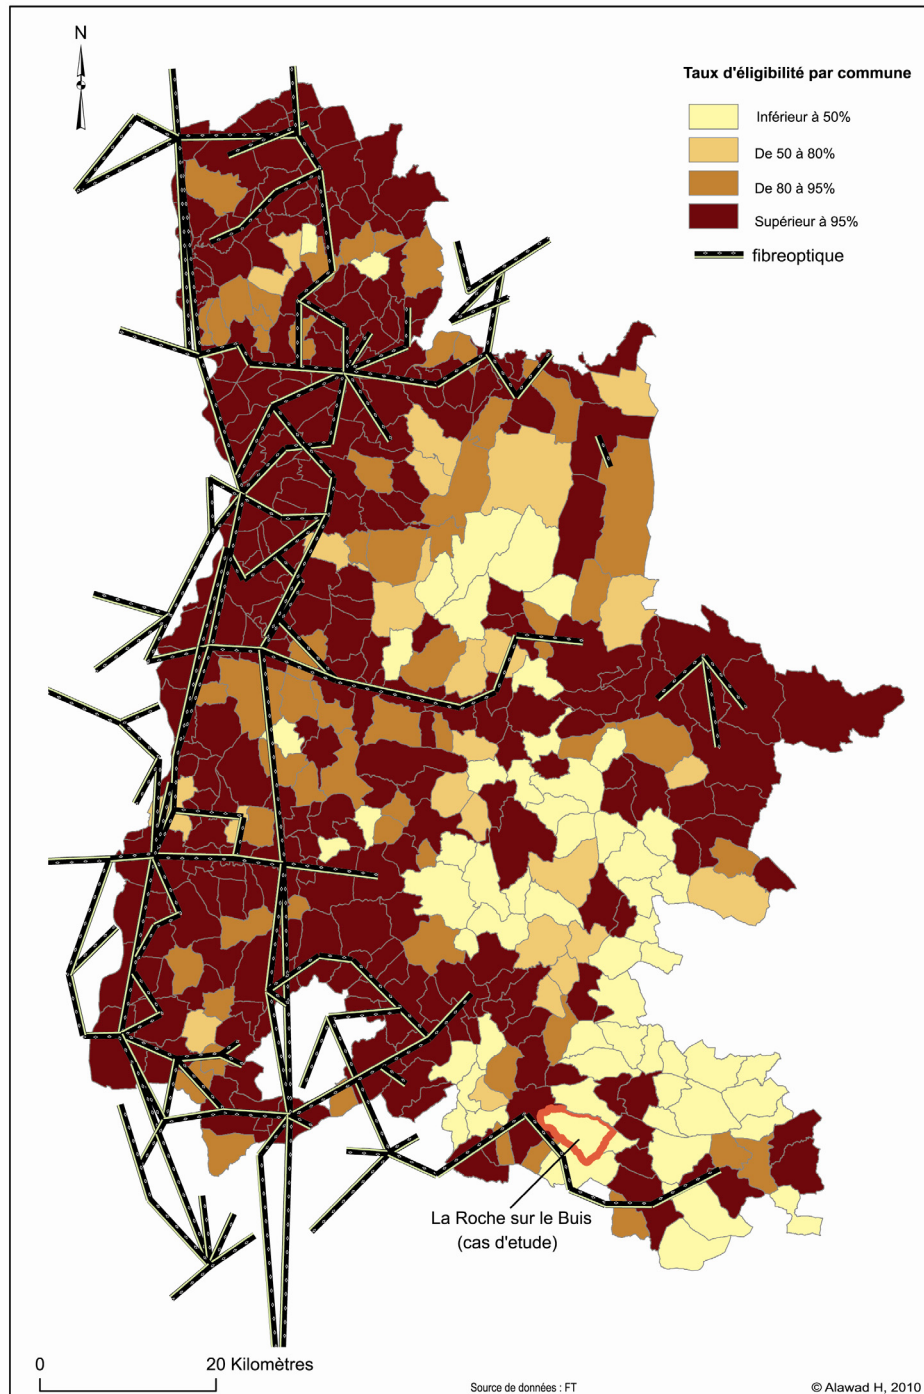 N
Taux d'éligibilité par commune
Inférieur à 50%
De 50 à 80%
De 80 à 95%
Supérieur à 95%
fibreoptique
La Roche sur le Buis
(cas d'etude)
0 20 Kilomètres
Source de données : FT
© Alawad H, 2010